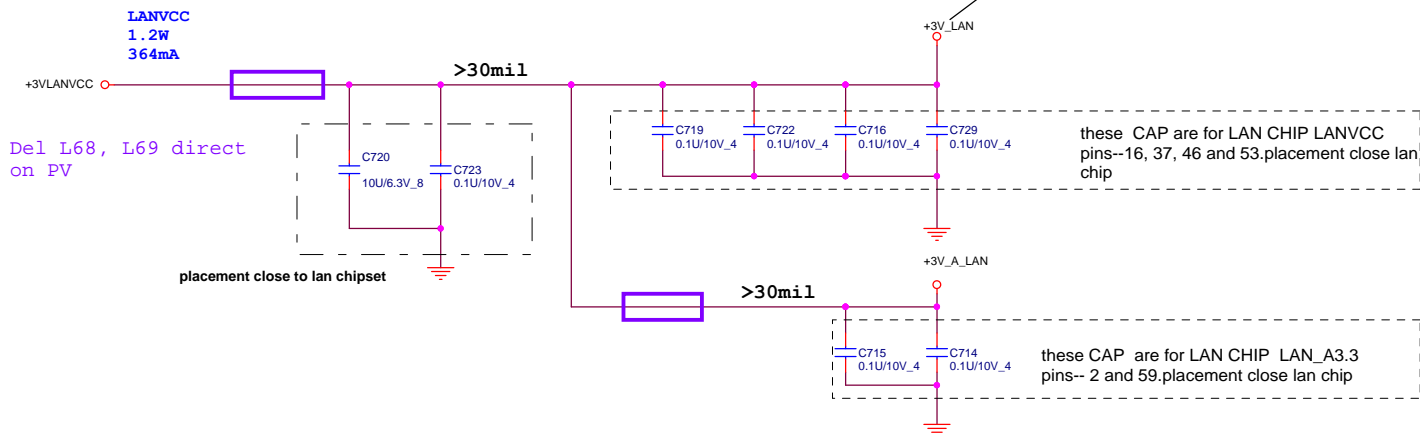 LANVCC
1.2W
364mA
+3VLANVCC
>30mil
+3V_LAN
Del L68, L69 direct
on PV
C720
10U/6.3V_8
C723
0.1U/10V_4
placement close to lan chipset
C719
0.1U/10V_4
C722
0.1U/10V_4
C716
0.1U/10V_4
C729
0.1U/10V_4
these CAP are for LAN CHIP LANVCC
pins--16, 37, 46 and 53.placement close lan
chip
+3V_A_LAN
>30mil
C715
0.1U/10V_4
C714
0.1U/10V_4
these CAP are for LAN CHIP LAN_A3.3
pins-- 2 and 59.placement close lan chip